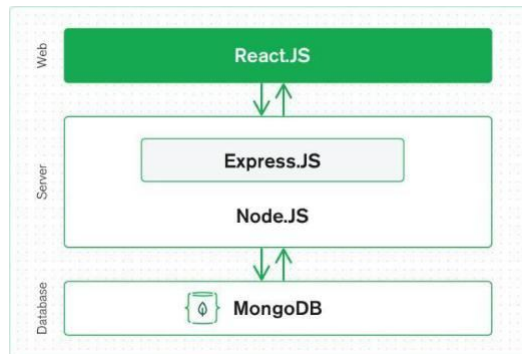 Web
React.JS
Server
Express.JS
Node.JS
Database
MongoDB